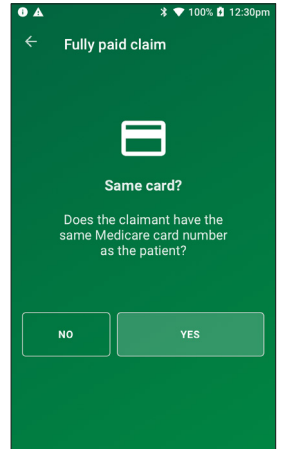 100% 12:30pm
Fully paid claim
Same card?
Does the claimant have the
same Medicare card number
as the patient?
NO YES